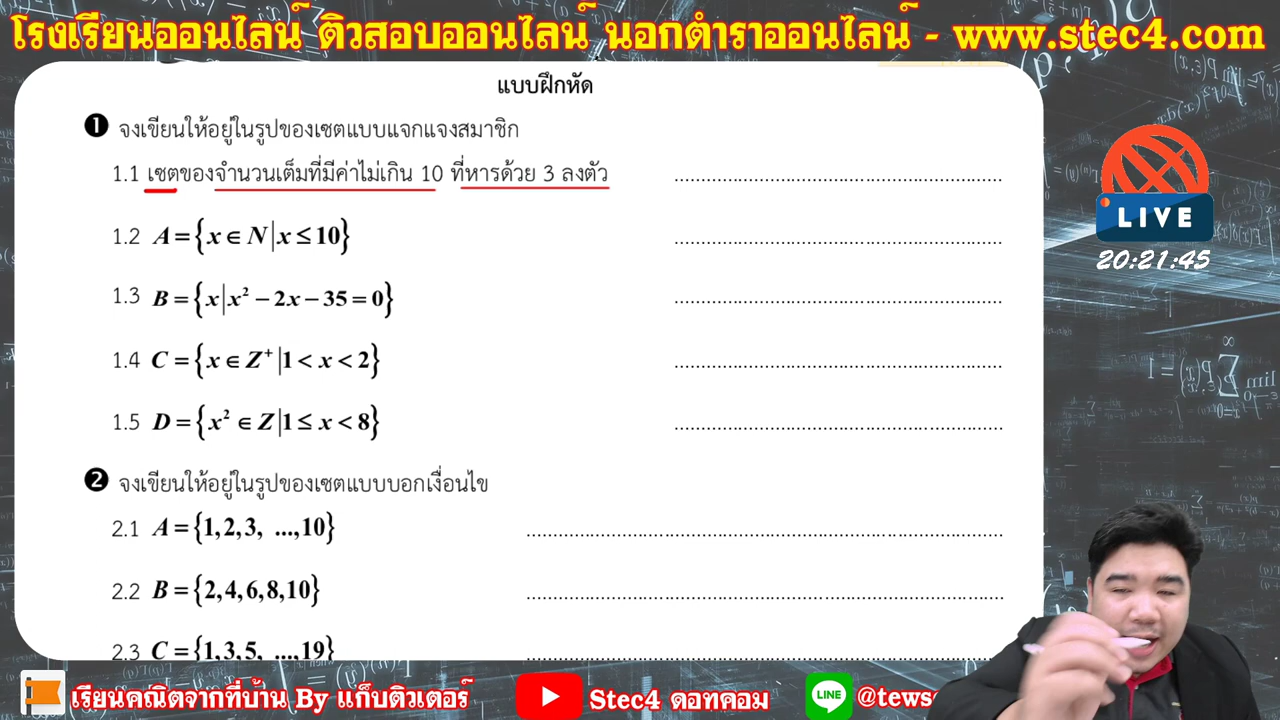 โรงเรียนออนไลน์ ติวสอบออนไลน์ นอกตำราออนไลน์ - www.stec4.com
แบบฝึกหัด
❶ จงเขียนให้อยู่ในรูปของเซตแบบแจกแจงสมาชิก
1.1 เซตของจำนวนเต็มที่มีค่าไม่เกิน 10 ที่หารด้วย 3 ลงตัว ..............................................................
1.2 A = {x ∈ N | x ≤ 10} ..............................................................
1.3 B = {x | x² − 2x − 35 = 0} ..............................................................
1.4 C = {x ∈ Z⁺ | 1 < x < 2} ..............................................................
1.5 D = {x² ∈ Z | 1 ≤ x < 8} ..............................................................
❷ จงเขียนให้อยู่ในรูปของเซตแบบบอกเงื่อนไข
2.1 A = {1, 2, 3, ..., 10} ..............................................................
2.2 B = {2, 4, 6, 8, 10} ..............................................................
2.3 C = {1, 3, 5, ..., 19} ..............................................................
LIVE
20:21:45
เรียนคณิตจากที่บ้าน By แก็บติวเตอร์
Stec4 ดอทคอม
LINE